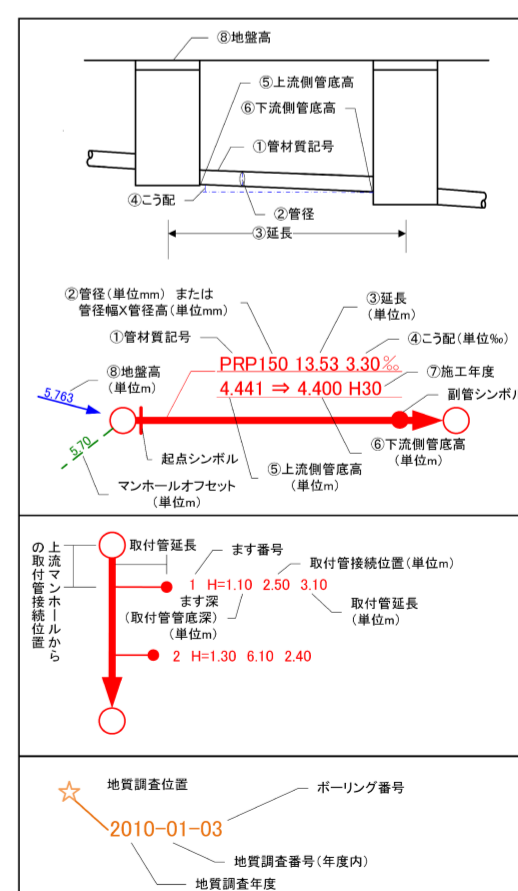 ⑧地盤高
⑤上流側管底高
⑥下流側管底高
①管材質記号
④こう配
②管径
③延長
②管径(単位mm) または
管径幅X管径高(単位mm)
③延長
(単位m)
①管材質記号
④こう配(単位‰)
PRP150 13.53 3.30‰
⑧地盤高
(単位m)
⑦施工年度
4.441 ⇒ 4.400 H30
5.763
副管シンボル
5.70
起点シンボル
⑥下流側管底高
(単位m)
マンホールオフセット
(単位m)
⑤上流側管底高
(単位m)
上流マンホールから
の取付管接続位置
取付管延長
ます番号
取付管接続位置(単位m)
1 H=1.10 2.50 3.10
ます深
(取付管管底深)
(単位m)
取付管延長
(単位m)
2 H=1.30 6.10 2.40
地質調査位置
ボーリング番号
2010-01-03
地質調査番号(年度内)
地質調査年度